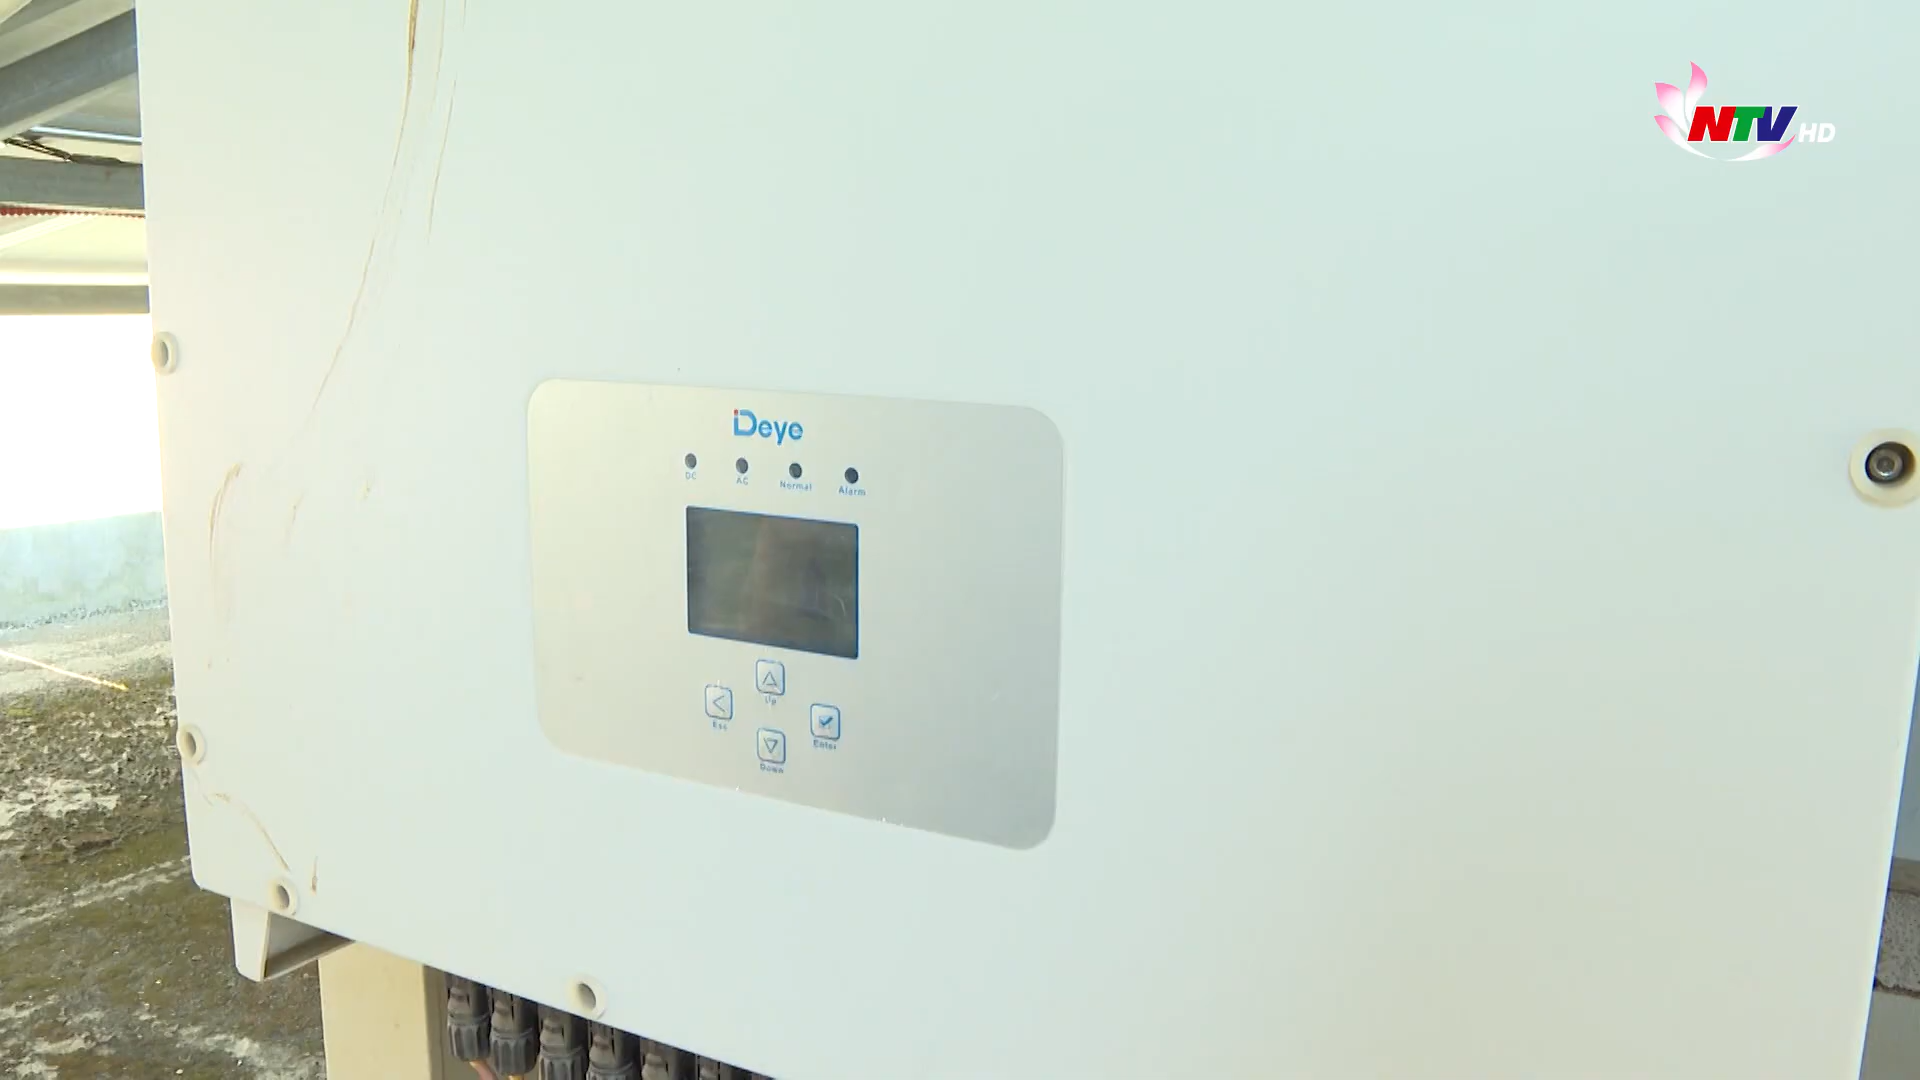 NTV HD
Deye
DC AC Normal Alarm
Up
Esc
Enter
Down